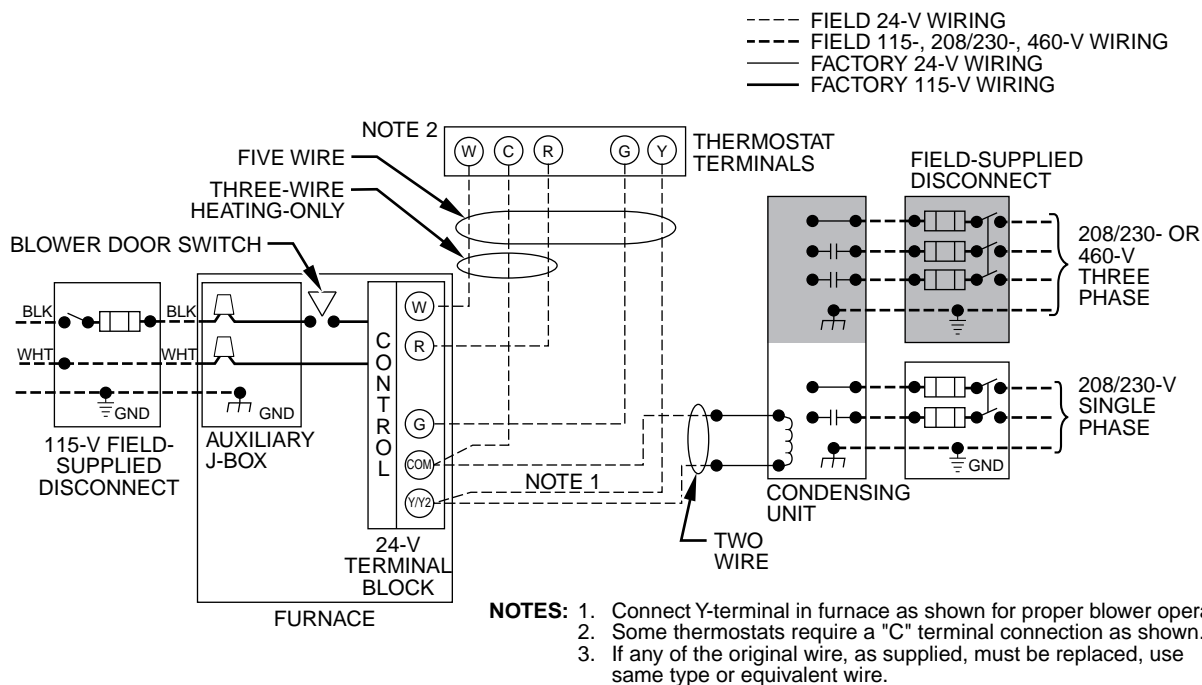 FIELD 24-V WIRING
FIELD 115-, 208/230-, 460-V WIRING
FACTORY 24-V WIRING
FACTORY 115-V WIRING
NOTE 2
W C R G Y
THERMOSTAT
TERMINALS
FIVE WIRE
THREE-WIRE
HEATING-ONLY
BLOWER DOOR SWITCH
FIELD-SUPPLIED
DISCONNECT
208/230- OR
460-V
THREE
PHASE
BLK
BLK
WHT
WHT
GND
GND
115-V FIELD-
SUPPLIED
DISCONNECT
AUXILIARY
J-BOX
CONTROL
W
R
G
COM
Y/Y2
24-V
TERMINAL
BLOCK
FURNACE
NOTE 1
TWO
WIRE
CONDENSING
UNIT
GND
208/230-V
SINGLE
PHASE
NOTES: 1. Connect Y-terminal in furnace as shown for proper blower
2. Some thermostats require a "C" terminal connection as shown.
3. If any of the original wire, as supplied, must be replaced, use
same type or equivalent wire.